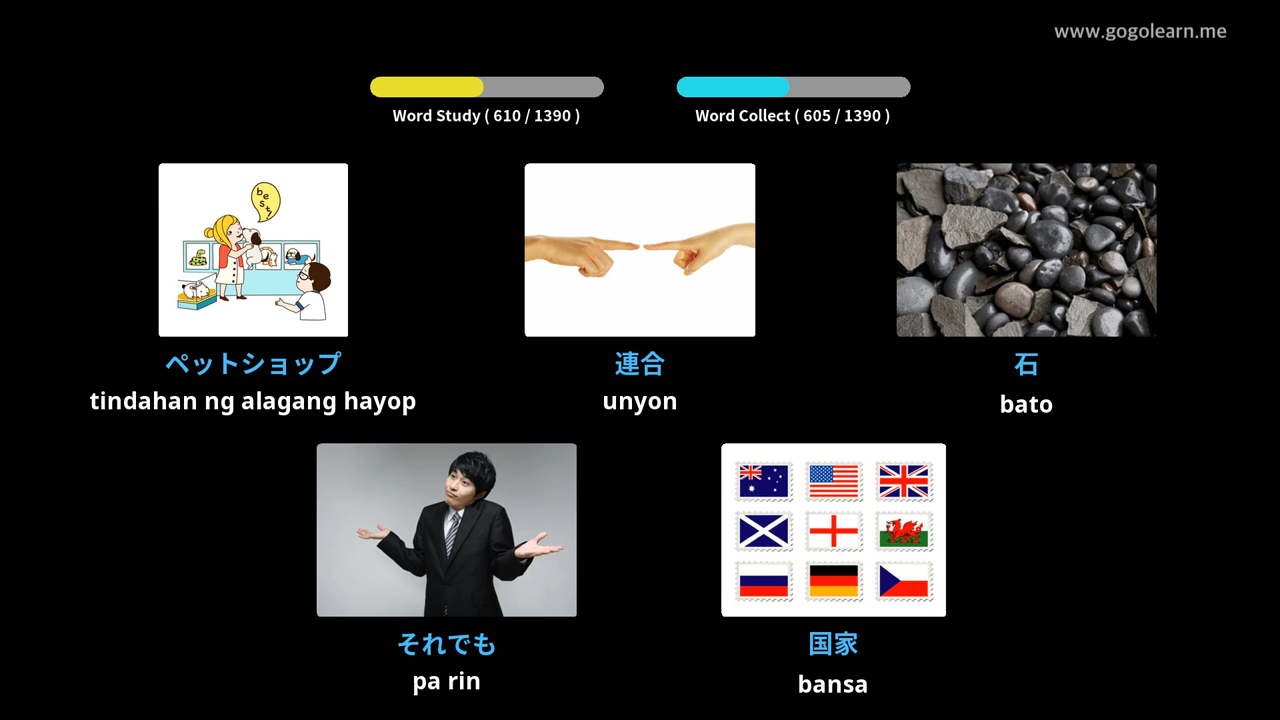 www.gogolearn.me
Word Study ( 610 / 1390 )
Word Collect ( 605 / 1390 )
best!
ペットショップ
tindahan ng alagang hayop
連合
unyon
石
bato
それでも
pa rin
国家
bansa